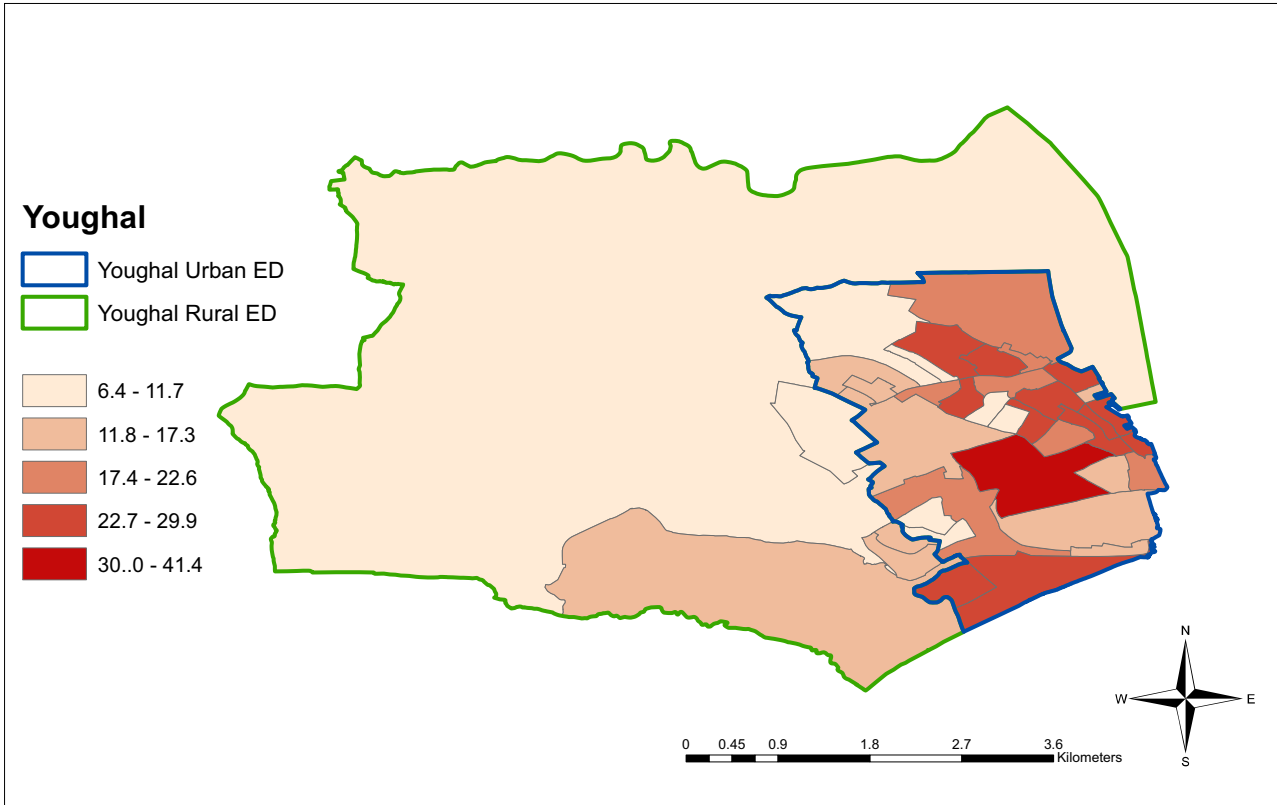 Youghal
Youghal Urban ED
Youghal Rural ED
6.4 - 11.7
11.8 - 17.3
17.4 - 22.6
22.7 - 29.9
30..0 - 41.4
N
W E
S
0 0.45 0.9 1.8 2.7 3.6
Kilometers